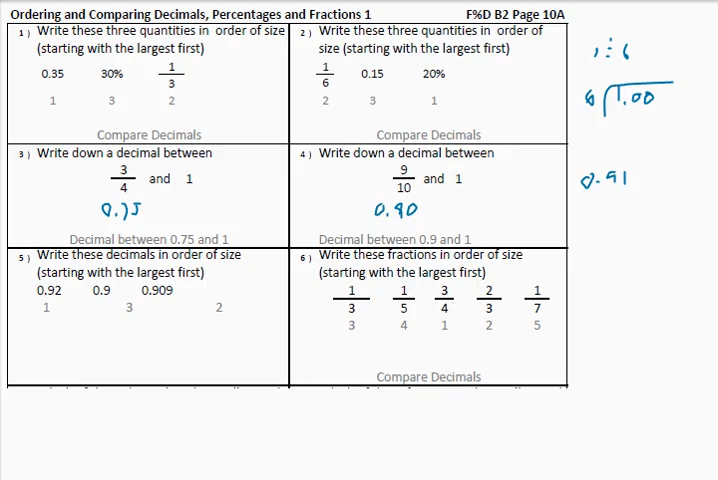 Ordering and Comparing Decimals, Percentages and Fractions 1 F%D B2 Page 10A
1 ) Write these three quantities in order of size
(starting with the largest first)
0.35 30% 1/3
1 3 2
Compare Decimals
2 ) Write these three quantities in order of
size (starting with the largest first)
1/6 0.15 20%
2 3 1
Compare Decimals
3 ) Write down a decimal between
3/4 and 1
0.75
Decimal between 0.75 and 1
4 ) Write down a decimal between
9/10 and 1
0.90
Decimal between 0.9 and 1
5 ) Write these decimals in order of size
(starting with the largest first)
0.92 0.9 0.909
1 3 2
6 ) Write these fractions in order of size
(starting with the largest first)
1/3 1/5 3/4 2/3 1/7
3 4 1 2 5
Compare Decimals
1 ÷ 6
6 1.00
0.91